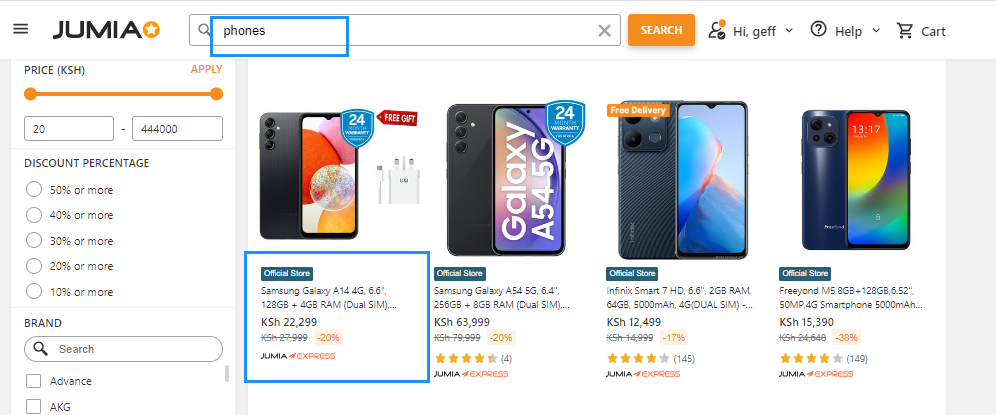 JUMIA
phones
SEARCH
Hi, geff
Help
Cart
PRICE (KSH)
APPLY
20 - 444000
DISCOUNT PERCENTAGE
50% or more
40% or more
30% or more
20% or more
10% or more
BRAND
Search
Advance
AKG
24
MONTH
WARRANTY
FREE GIFT
Official Store
Samsung Galaxy A14 4G, 6.6",
128GB + 4GB RAM (Dual SIM),...
KSh 22,299
KSh 27,999 -20%
JUMIA EXPRESS
24
MONTH
WARRANTY
Galaxy
A54 5G
Official Store
Samsung Galaxy A54 5G, 6.4",
256GB + 8GB RAM (Dual SIM),...
KSh 63,999
KSh 79,999 -20%
(4)
JUMIA EXPRESS
Free Delivery
Infinix
Official Store
Infinix Smart 7 HD, 6.6", 2GB RAM,
64GB, 5000mAh, 4G(DUAL SIM) -...
KSh 12,499
KSh 14,999 -17%
(145)
JUMIA EXPRESS
13:17
Freeyond
Official Store
Freeyond M5,8GB+128GB,6.52",
50MP,4G Smartphone 5000mAh...
KSh 15,390
KSh 24,648 -38%
(149)
JUMIA EXPRESS